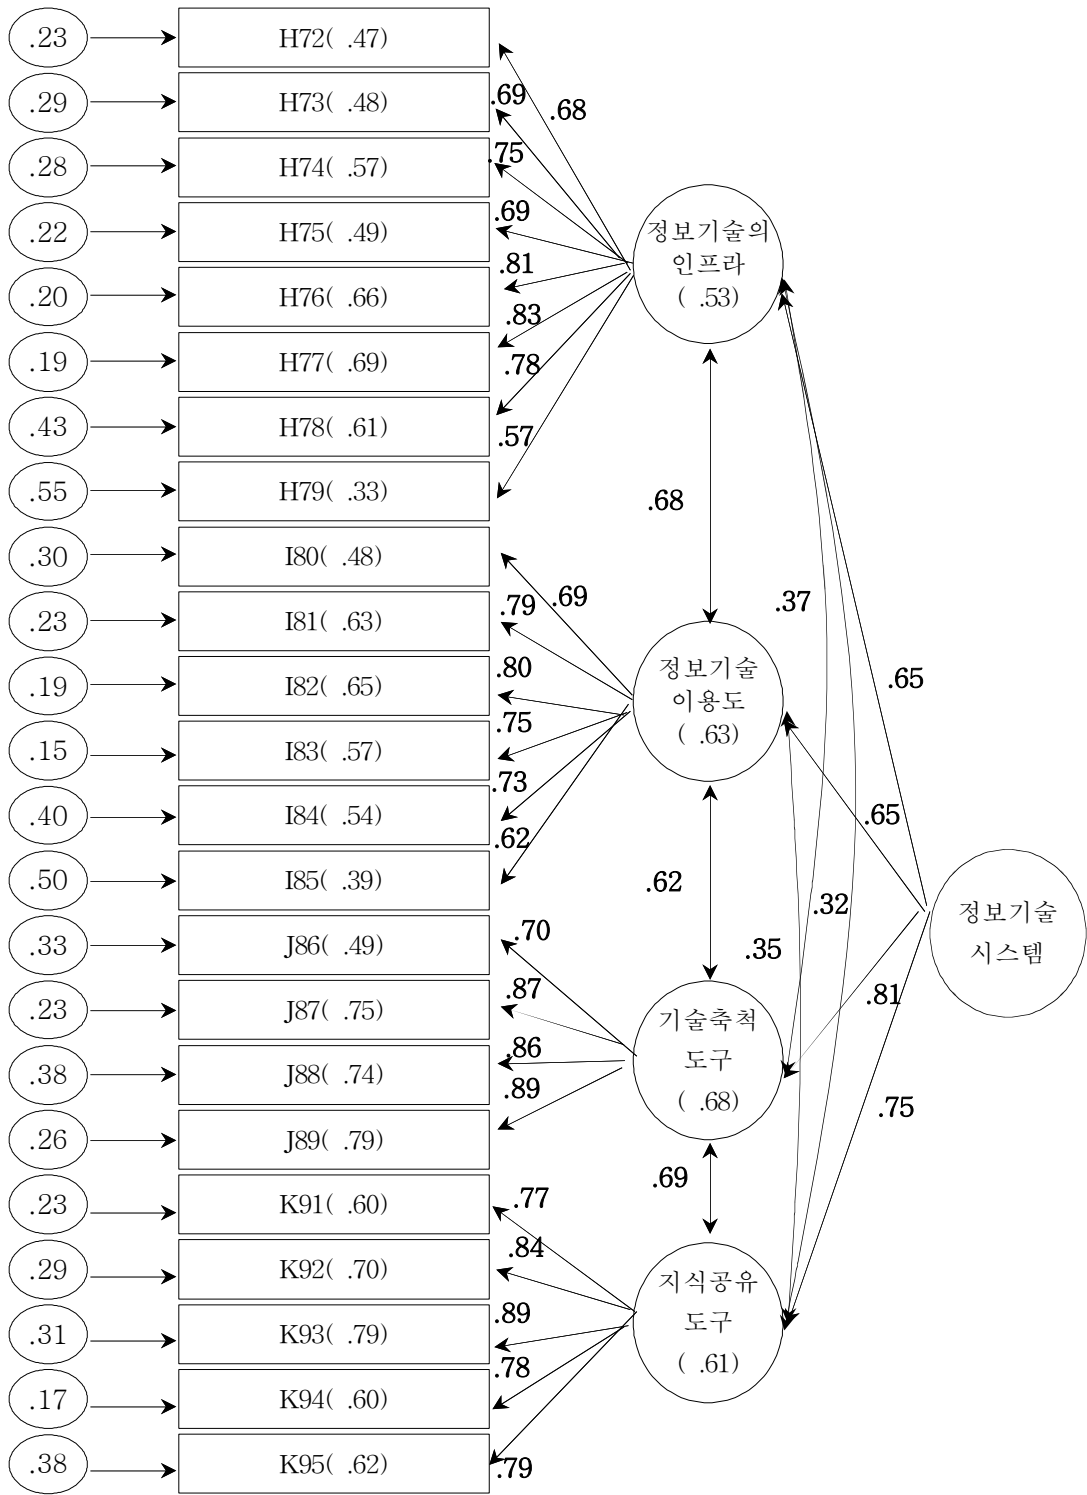 .23
H72( .47)
.29
H73( .48)
.28
H74( .57)
.22
H75( .49)
.20
H76( .66)
.19
H77( .69)
.43
H78( .61)
.55
H79( .33)
.30
I80( .48)
.23
I81( .63)
.19
I82( .65)
.15
I83( .57)
.40
I84( .54)
.50
I85( .39)
.33
J86( .49)
.23
J87( .75)
.38
J88( .74)
.26
J89( .79)
.23
K91( .60)
.29
K92( .70)
.31
K93( .79)
.17
K94( .60)
.38
K95( .62)
.68
.69
.75
.69
.81
.83
.78
.57
.69
.79
.80
.75
.73
.62
.70
.87
.86
.89
.77
.84
.89
.78
.79
정보기술의
인프라
( .53)
.68
정보기술
이용도
( .63)
.62
기술축척
도구
( .68)
.69
지식공유
도구
( .61)
.37
.32
.35
.65
.65
.81
.75
정보기술
시스템